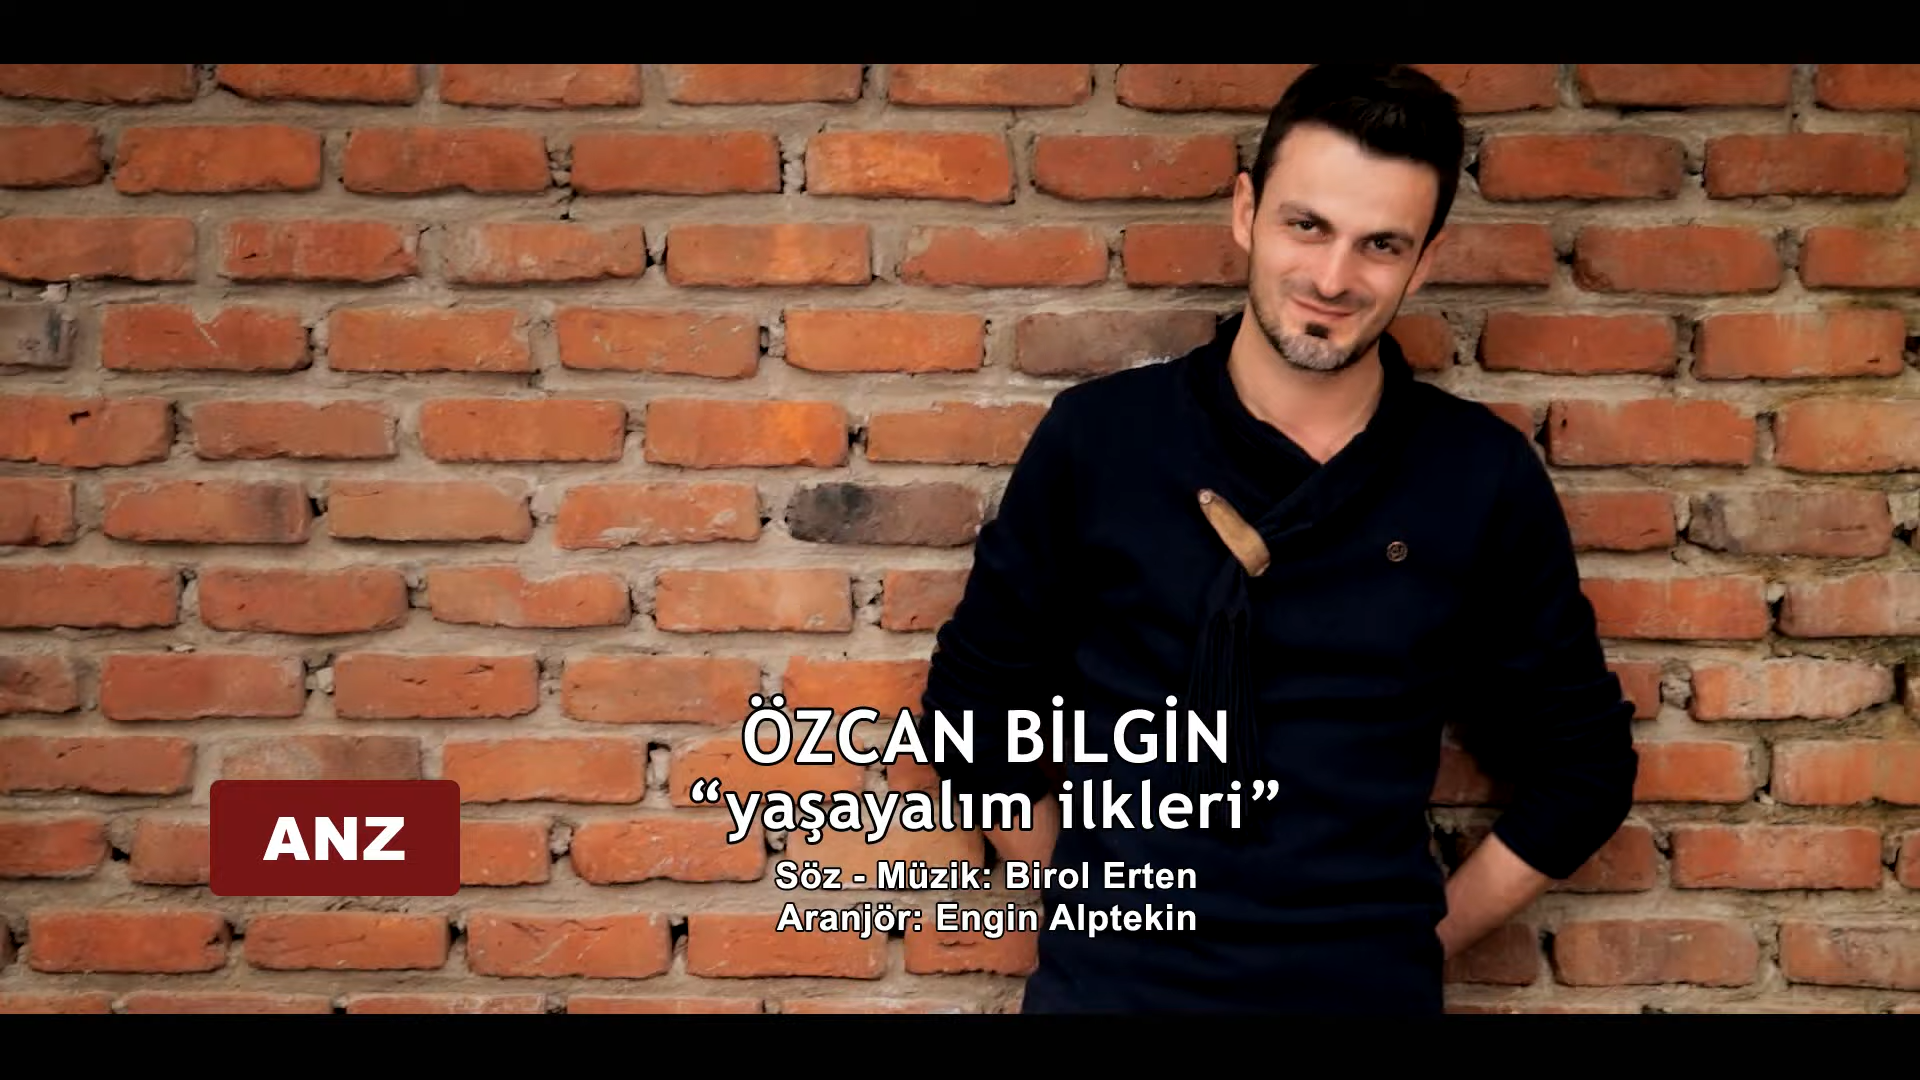 ÖZCAN BİLGİN
“yaşayalım ilkleri”
ANZ
Söz - Müzik: Birol Erten
Aranjör: Engin Alptekin